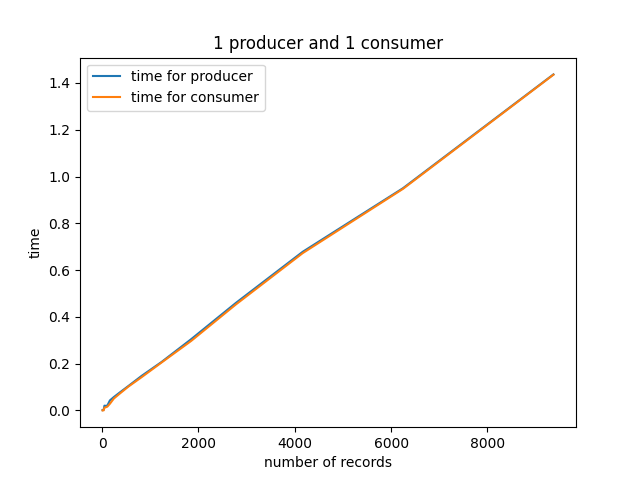 1 producer and 1 consumer
time for producer
time for consumer
1.4
1.2
1.0
0.8
0.6
0.4
0.2
0.0
time
0 2000 4000 6000 8000
number of records